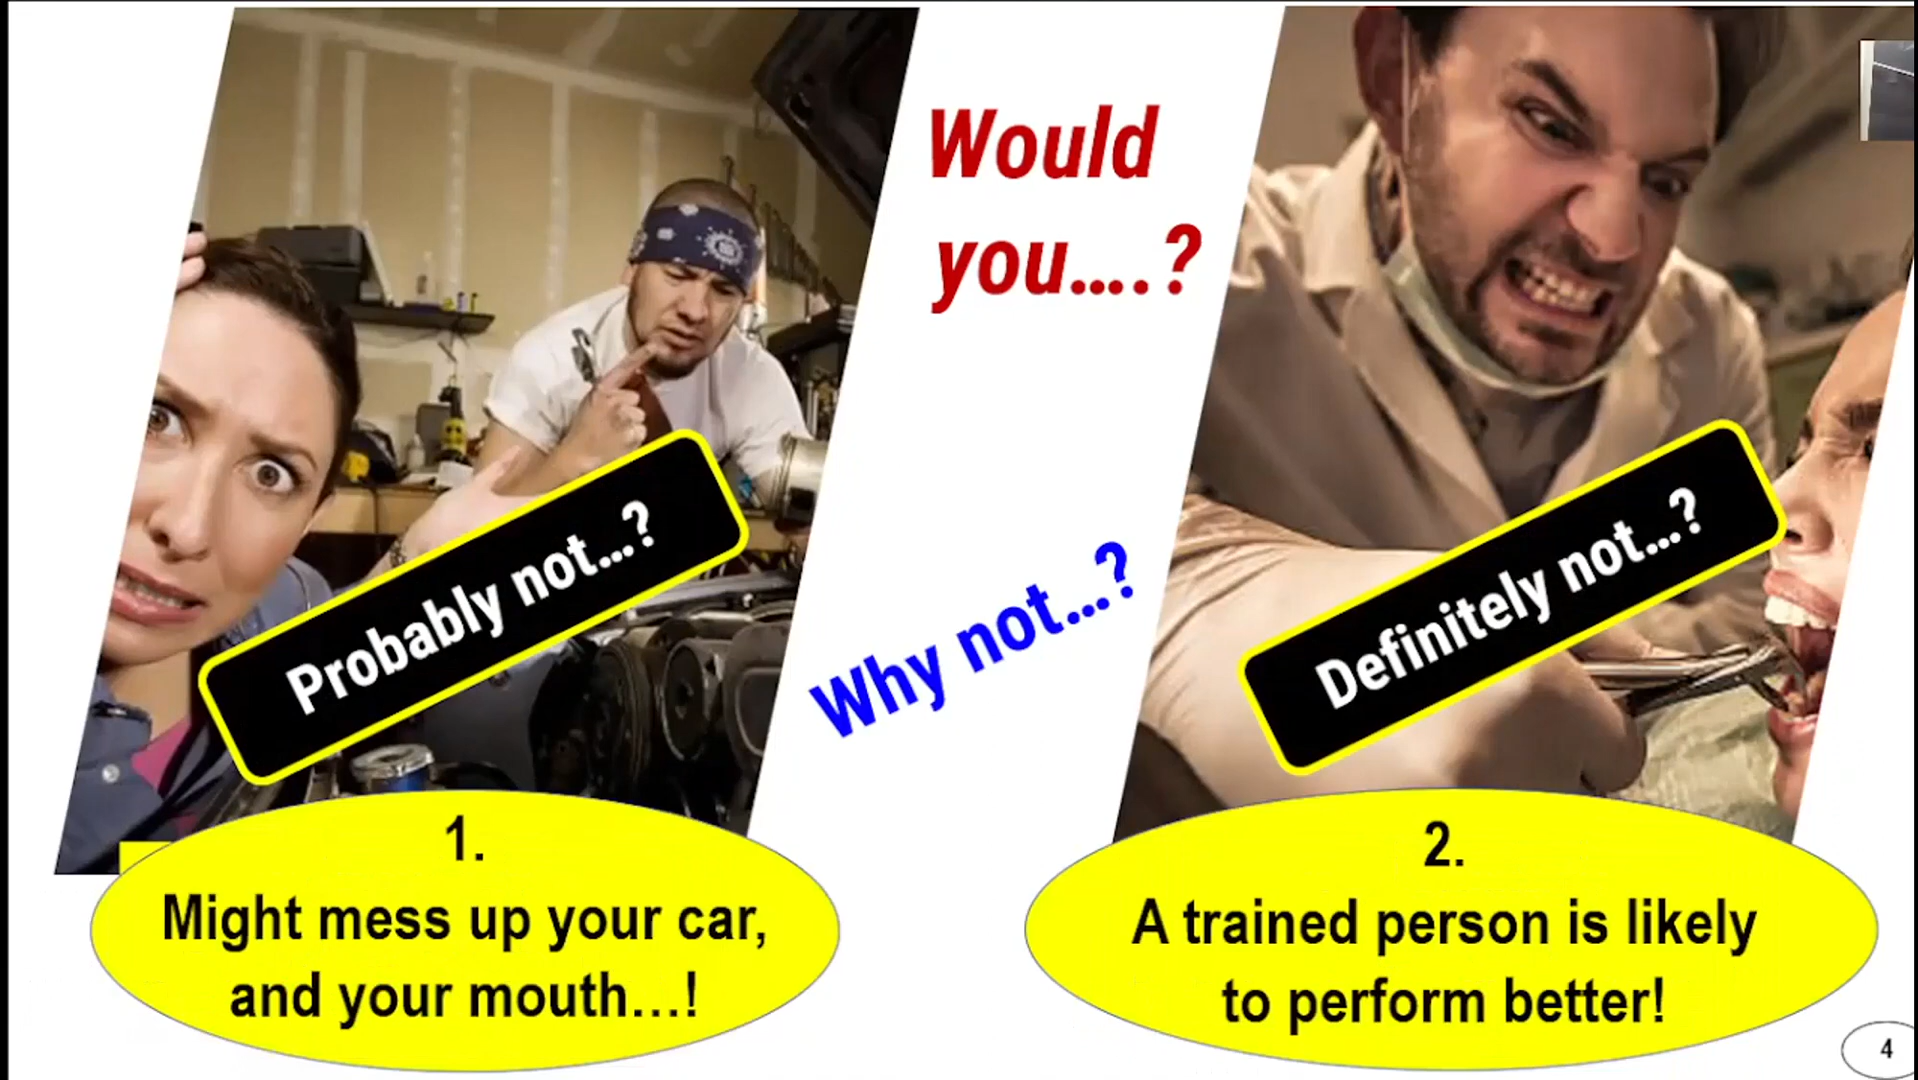 Would
you....?
Probably not...?
Why not...?
Definitely not...?
1.
Might mess up your car,
and your mouth...!
2.
A trained person is likely
to perform better!
4